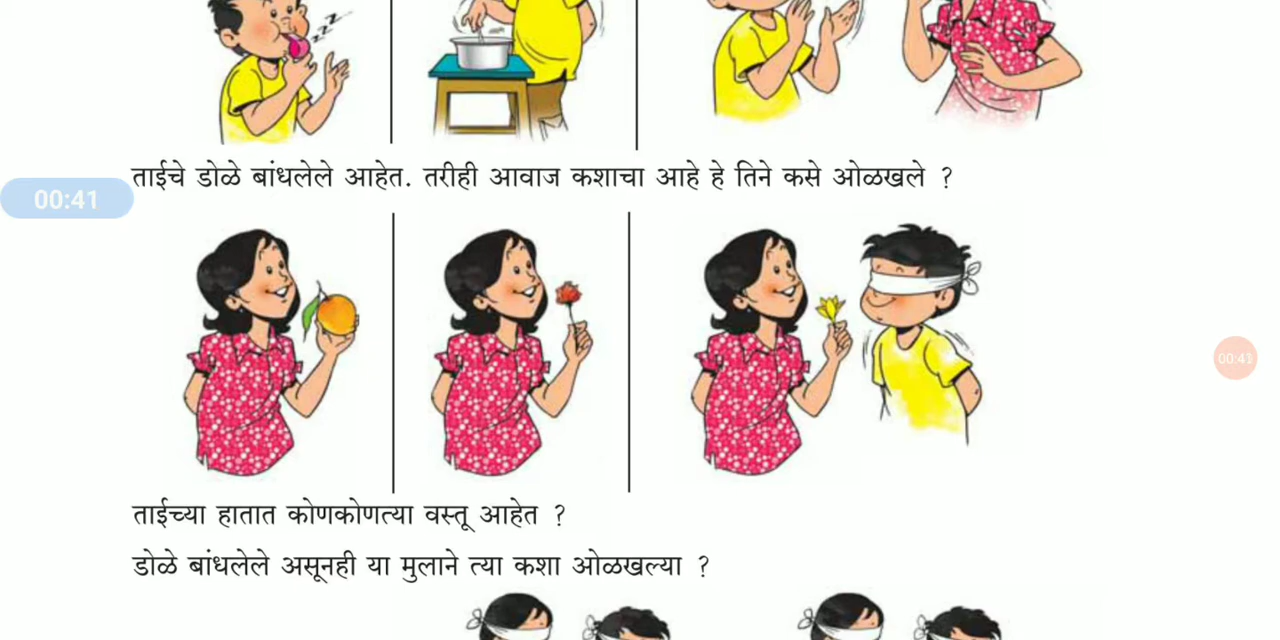 zzz
ताईचे डोळे बांधलेले आहेत. तरीही आवाज कशाचा आहे हे तिने कसे ओळखले ?
00:41
00:41
ताईच्या हातात कोणकोणत्या वस्तू आहेत ?
डोळे बांधलेले असूनही या मुलाने त्या कशा ओळखल्या ?